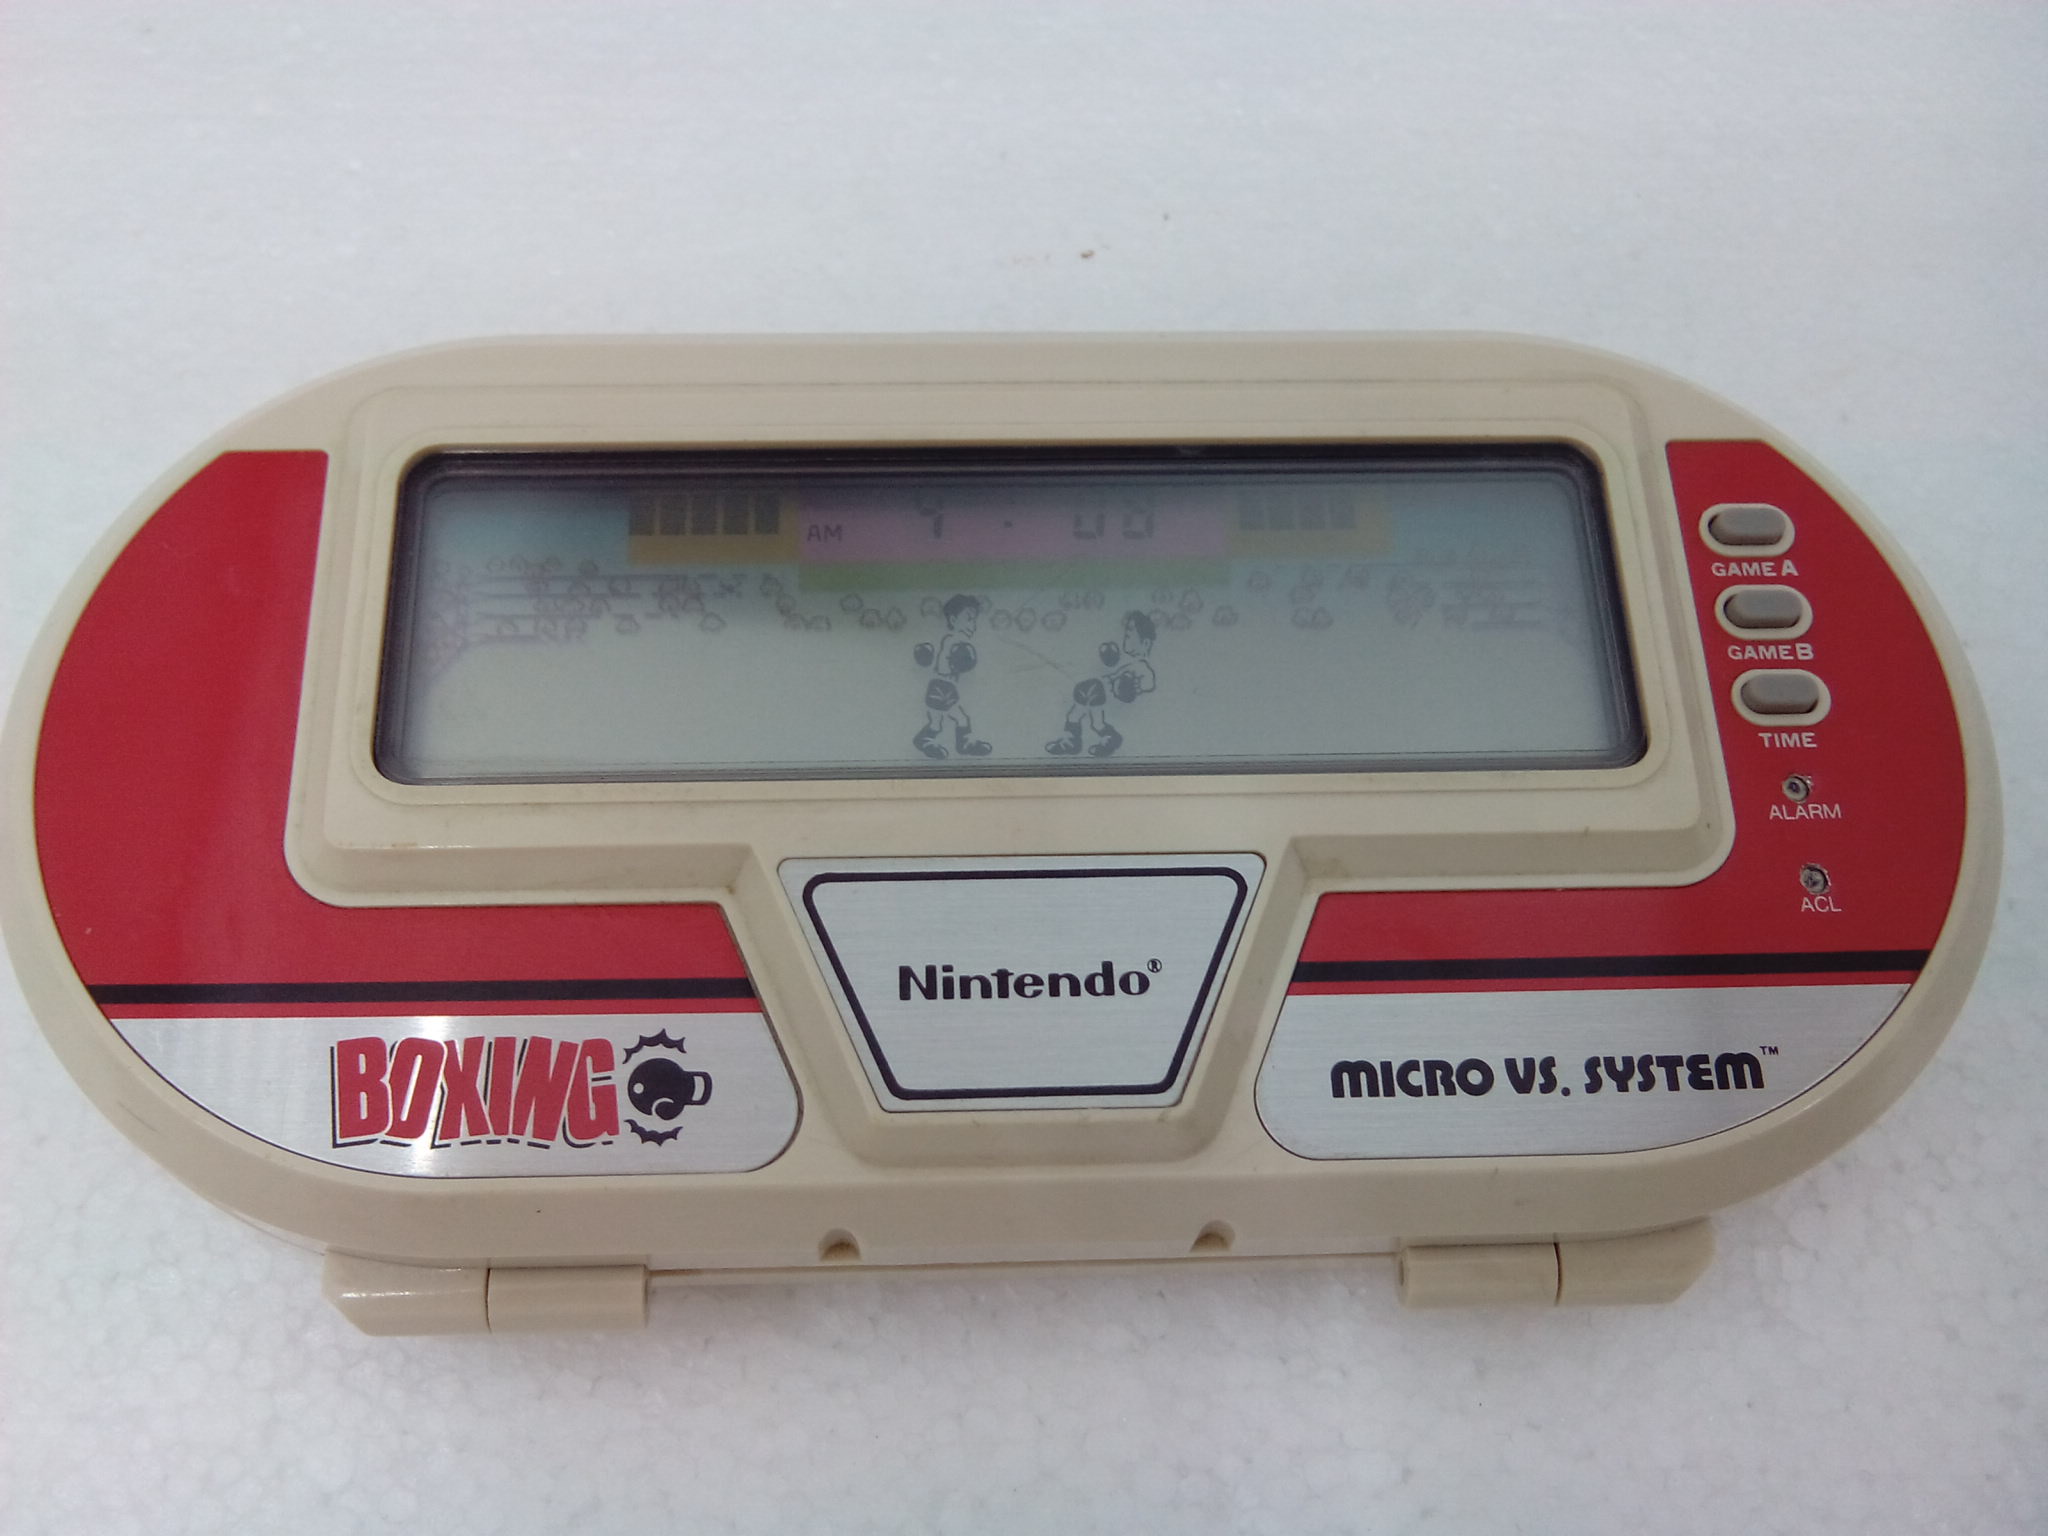 AM
GAME A
GAME B
TIME
ALARM
ACL
Nintendo®
BOXING
MICRO VS. SYSTEM™